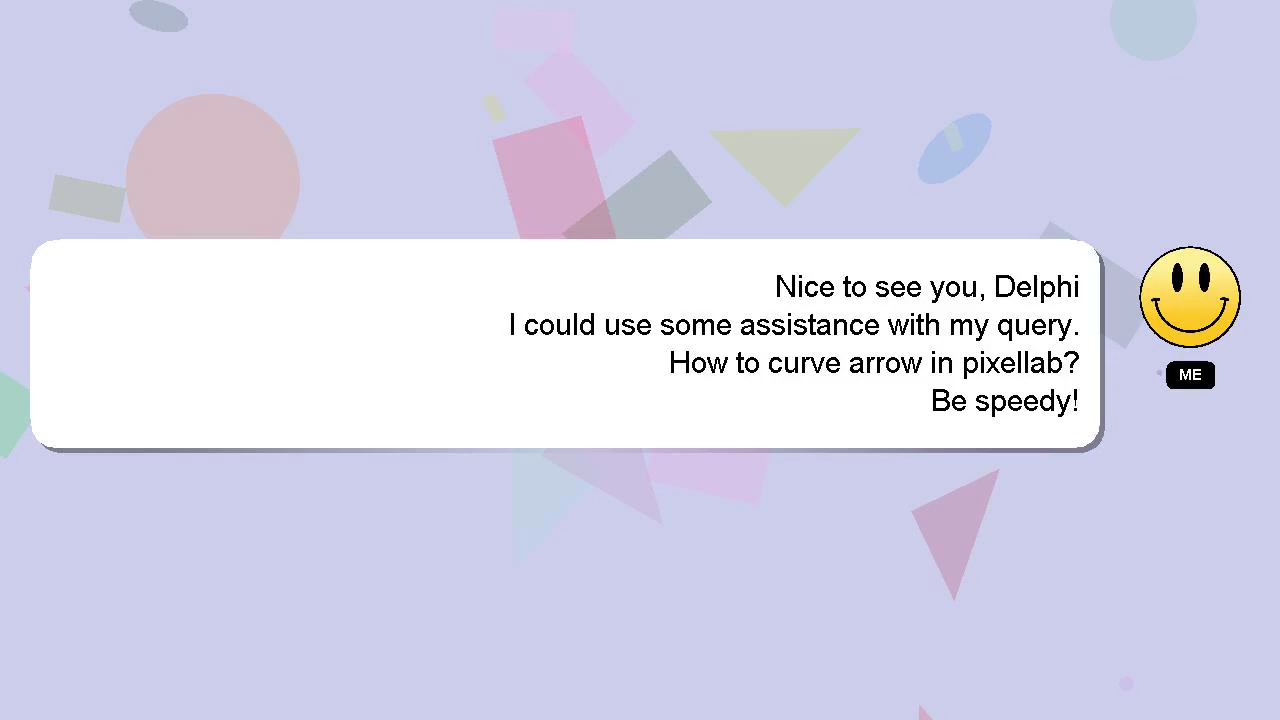 Nice to see you, Delphi
I could use some assistance with my query.
How to curve arrow in pixellab?
Be speedy!
ME